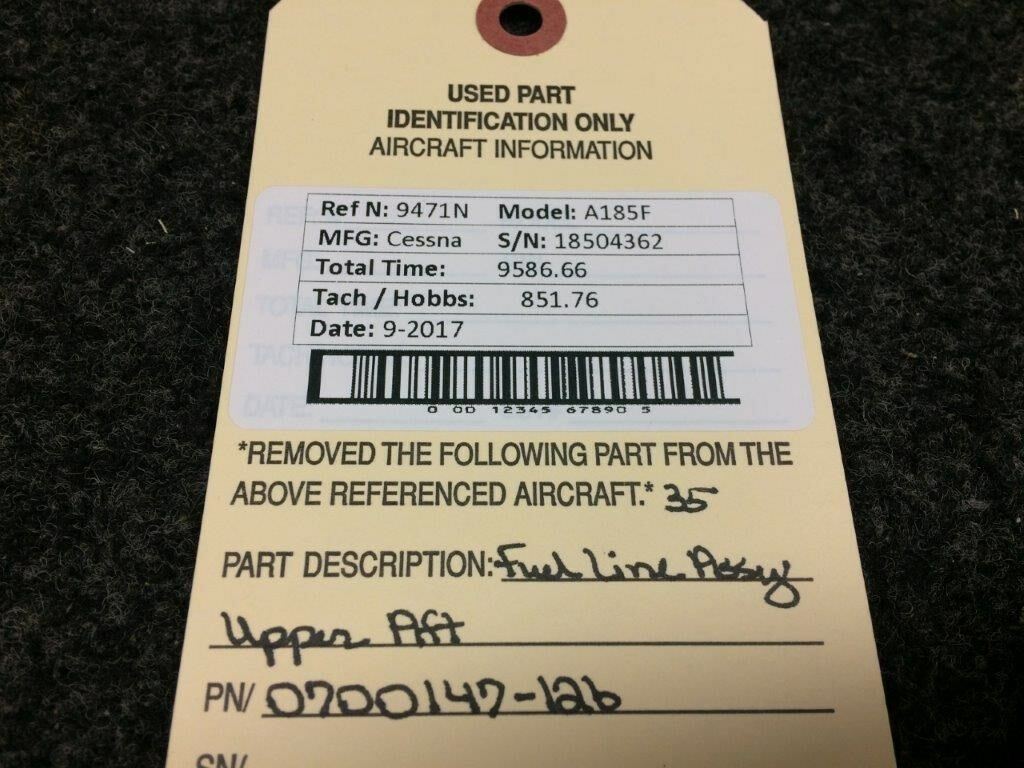 USED PART
IDENTIFICATION ONLY
AIRCRAFT INFORMATION
Ref N: 9471N Model: A185F
MFG: Cessna S/N: 18504362
Total Time: 9586.66
Tach / Hobbs: 851.76
Date: 9-2017
0 00 12345 67890 5
*REMOVED THE FOLLOWING PART FROM THE
ABOVE REFERENCED AIRCRAFT.* 35
PART DESCRIPTION: Fuel Line Assy
Upper Aft
PN/ 0700147-126
SN/